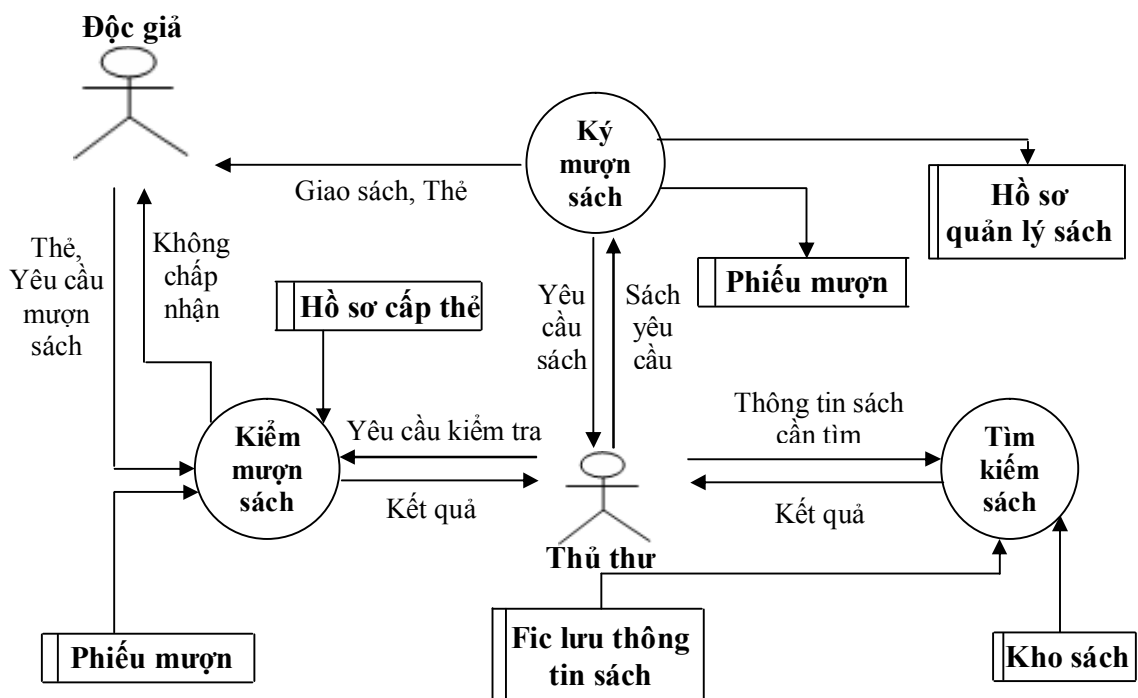 Độc giả
Ký
mượn
sách
Giao sách, Thẻ
Hồ sơ
quản lý sách
Thẻ,
Yêu cầu
mượn
sách
Không
chấp
nhận
Hồ sơ cấp thẻ
Yêu
cầu
sách
Sách
yêu
cầu
Phiếu mượn
Kiểm
mượn
sách
Yêu cầu kiểm tra
Kết quả
Thủ thư
Thông tin sách
cần tìm
Kết quả
Tìm
kiếm
sách
Phiếu mượn
Fic lưu thông
tin sách
Kho sách